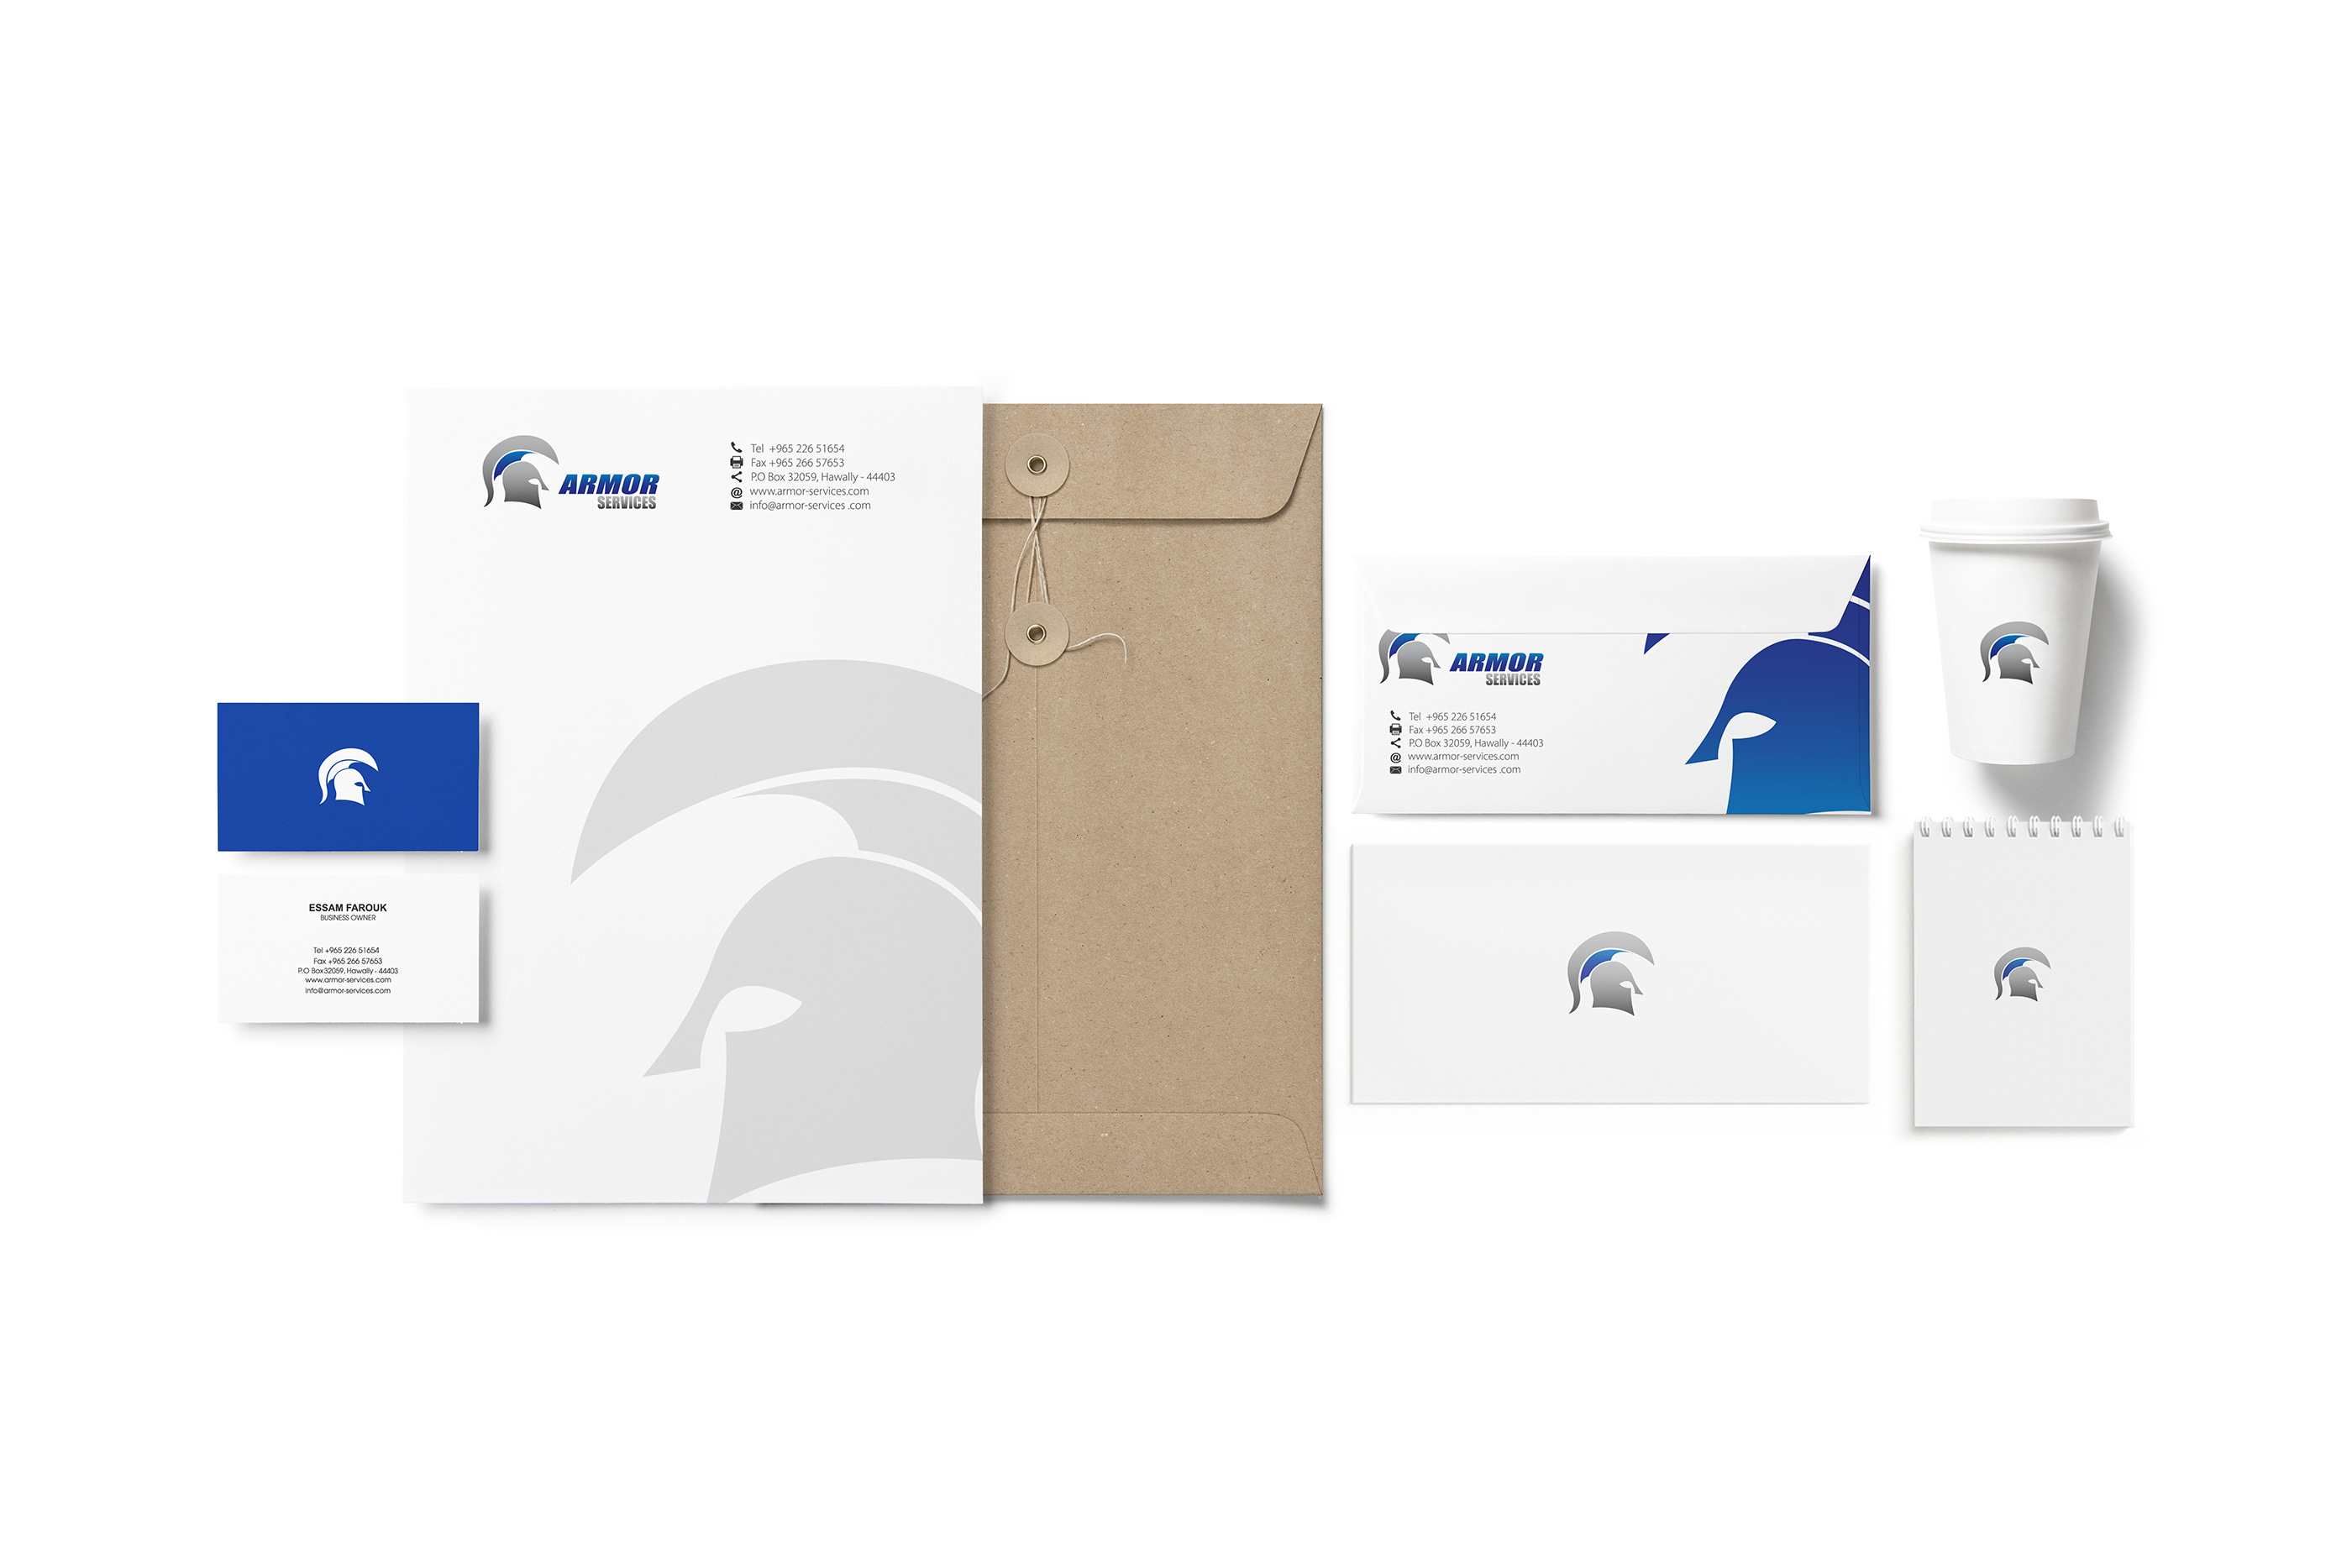 ARMOR
SERVICES
Tel +965 226 51654
Fax +965 266 57653
P.O Box 32059, Hawally - 44403
www.armor-services.com
info@armor-services .com
ESSAM FAROUK
BUSINESS OWNER
Tel +965 226 51654
Fax +965 266 57653
P.O Box32059, Hawally - 44403
www.armor-services.com
info@armor-services.com
ARMOR
SERVICES
Tel +965 226 51654
Fax +965 266 57653
P.O Box 32059, Hawally - 44403
www.armor-services.com
info@armor-services .com